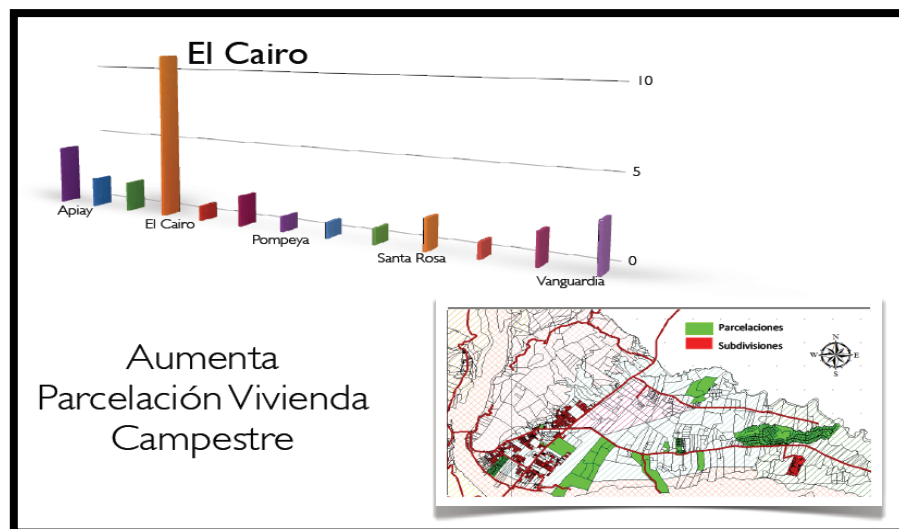 El Cairo
10
5
0
Apiay
El Cairo
Pompeya
Santa Rosa
Vanguardia
Aumenta
Parcelación Vivienda
Campestre
Parcelaciones
Subdivisiones
N
W
E
S